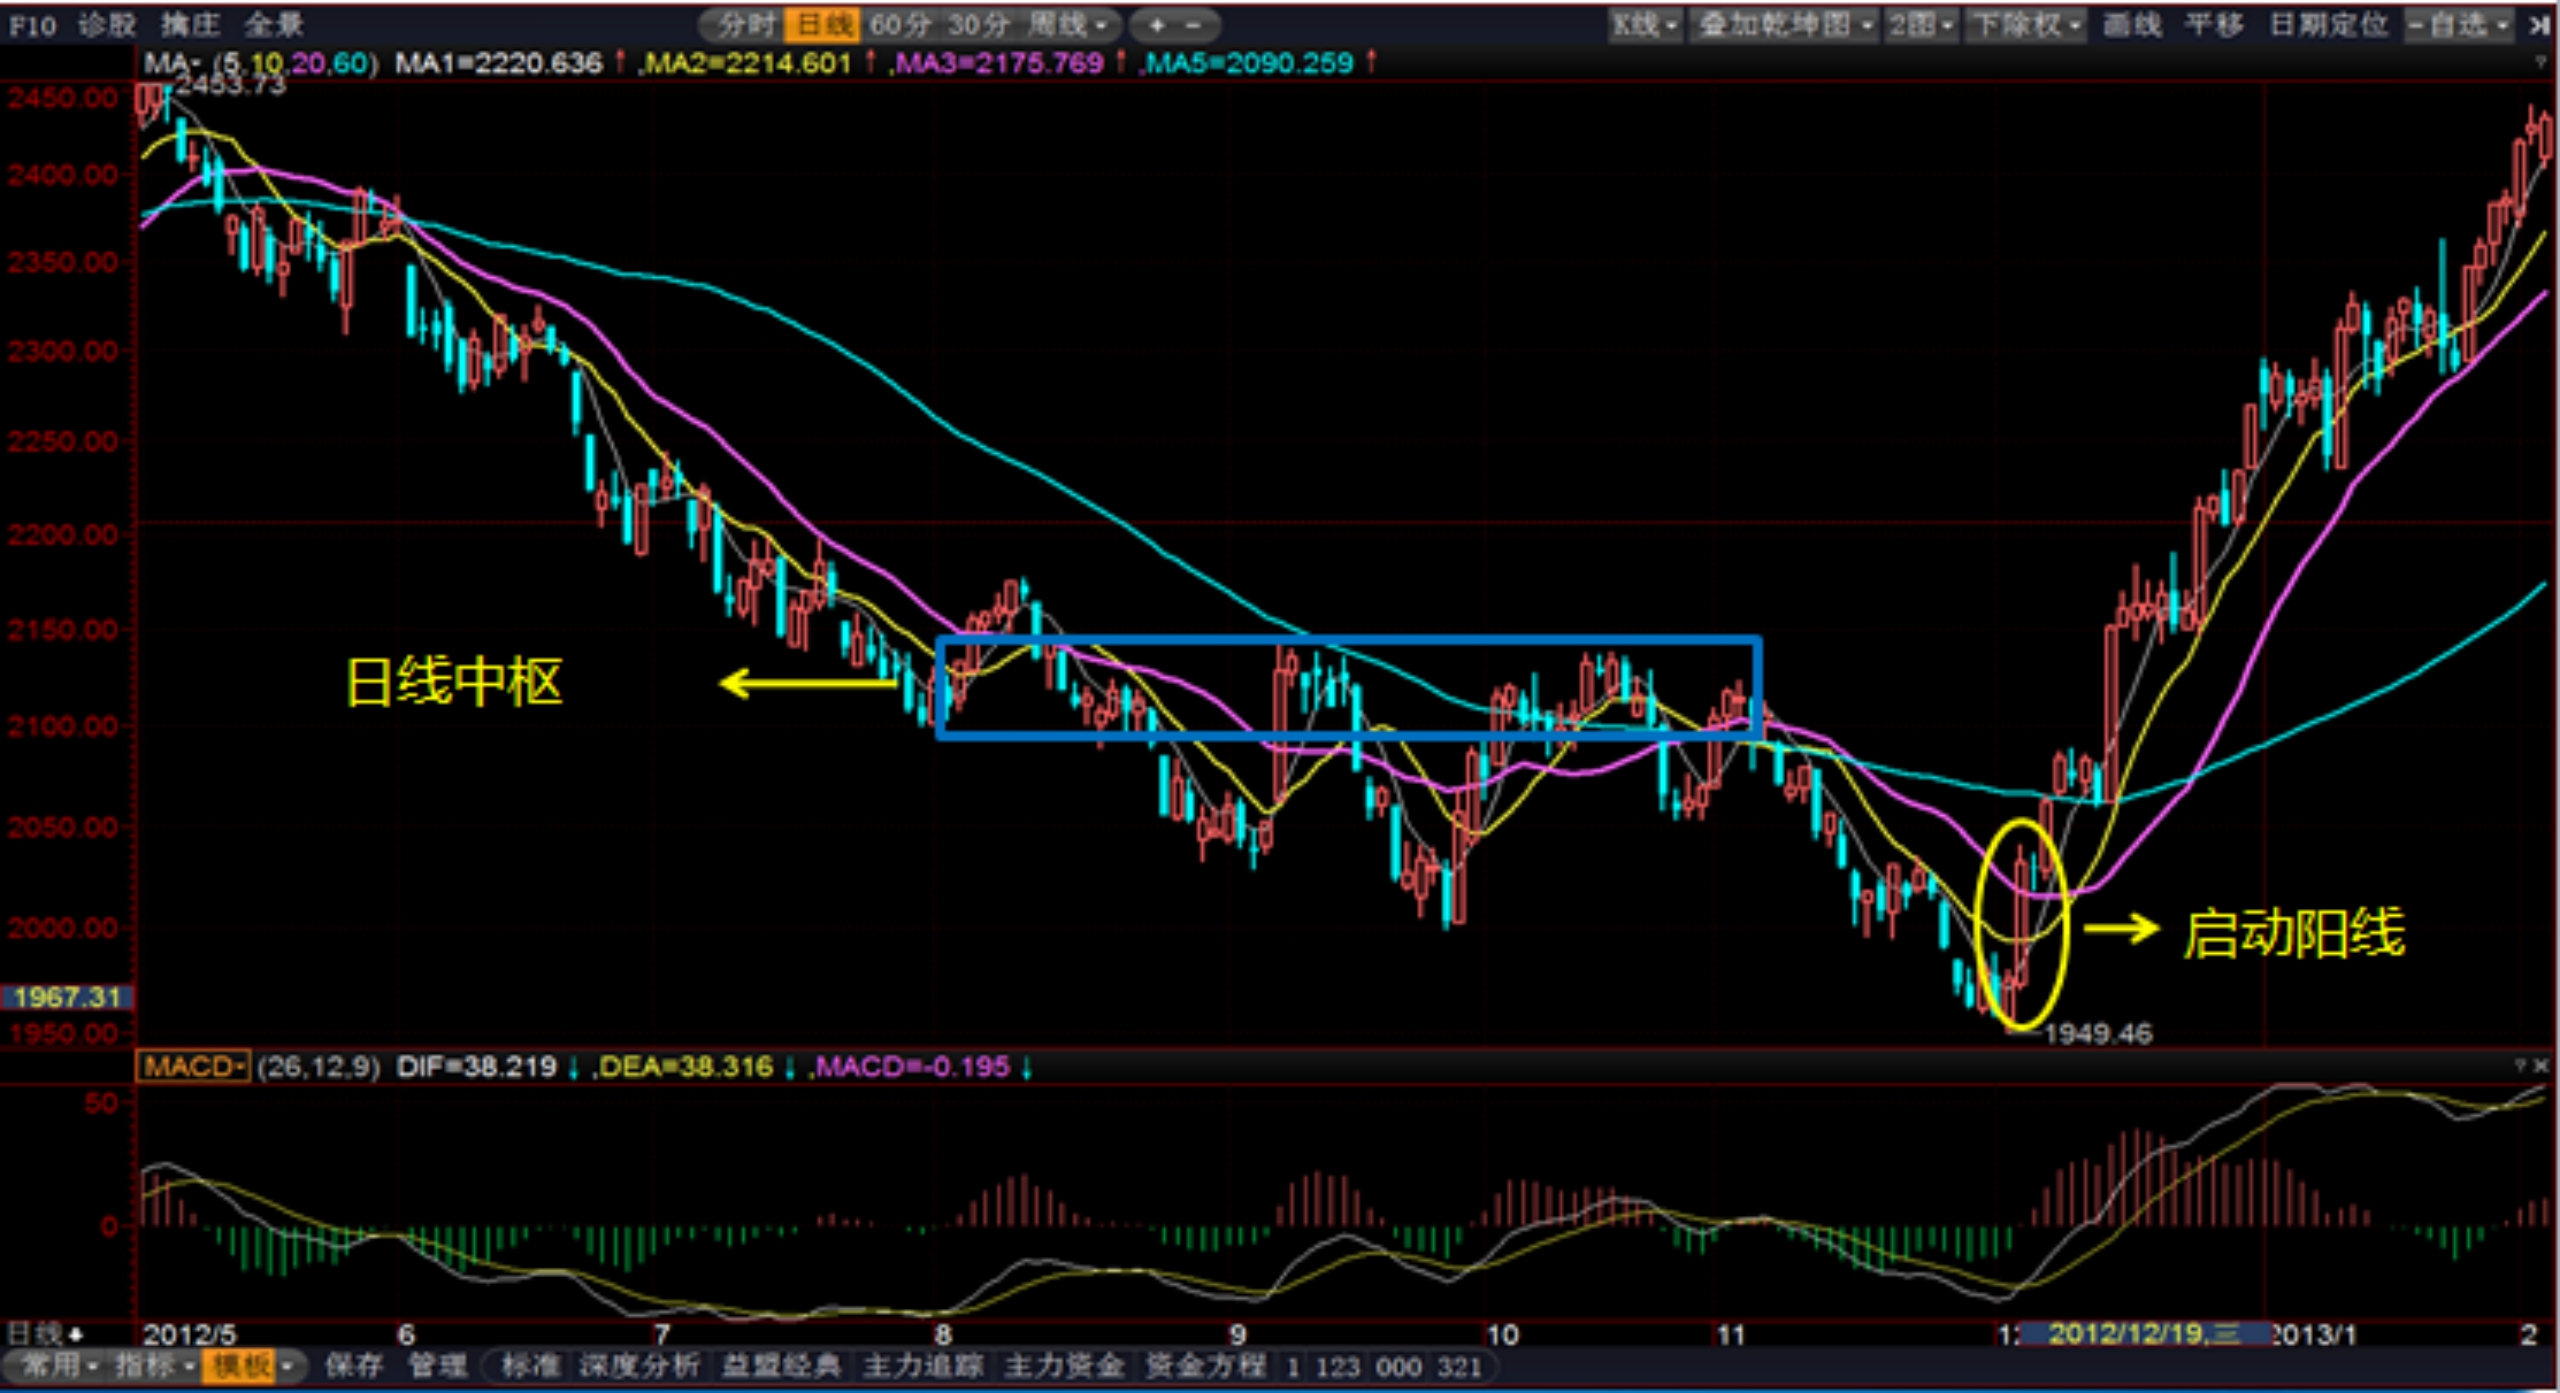 F10 诊股 擒庄 全景 分时 日线 60分 30分 周线 + - K线 叠加乾坤图 2图 下除权 画线 平移 日期定位 -自选
MA- (5,10,20,60) MA1=2220.636↑ ,MA2=2214.601↑ ,MA3=2175.769↑ ,MA5=2090.259↑ ?
2453.73
2450.00
2400.00
2350.00
2300.00
2250.00
2200.00
2150.00
日线中枢
2100.00
2050.00
2000.00
启动阳线
1967.31
1950.00
1949.46
MACD- (26,12,9) DIF=38.219↓ ,DEA=38.316↓ ,MACD=-0.195↓ ? ×
50
0
日线 2012/5 6 7 8 9 10 11 1 2012/12/19,三 2013/1 2
常用 指标 模板 保存 管理 标准 深度分析 益盟经典 主力追踪 主力资金 资金方程 1 123 000 321